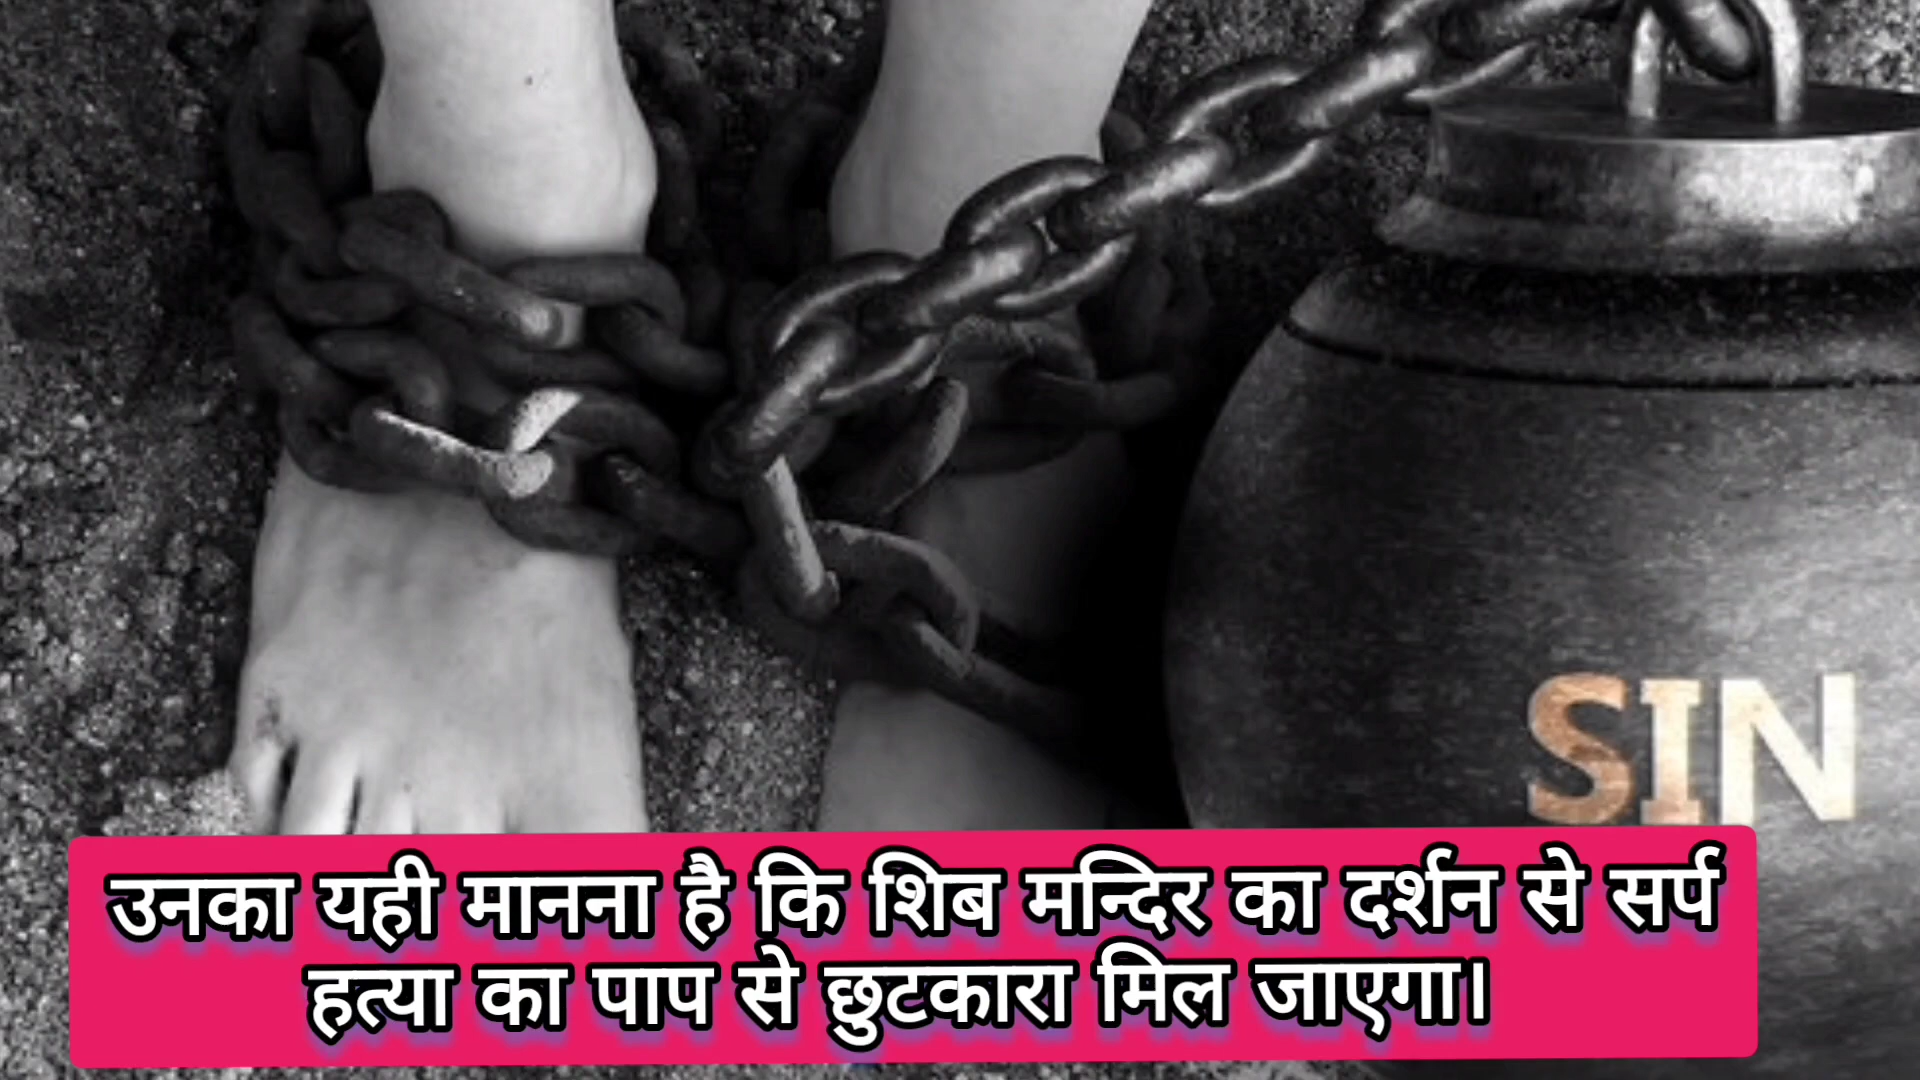 SIN
उनका यही मानना है कि शिब मन्दिर का दर्शन से सर्प
हत्या का पाप से छुटकारा मिल जाएगा।